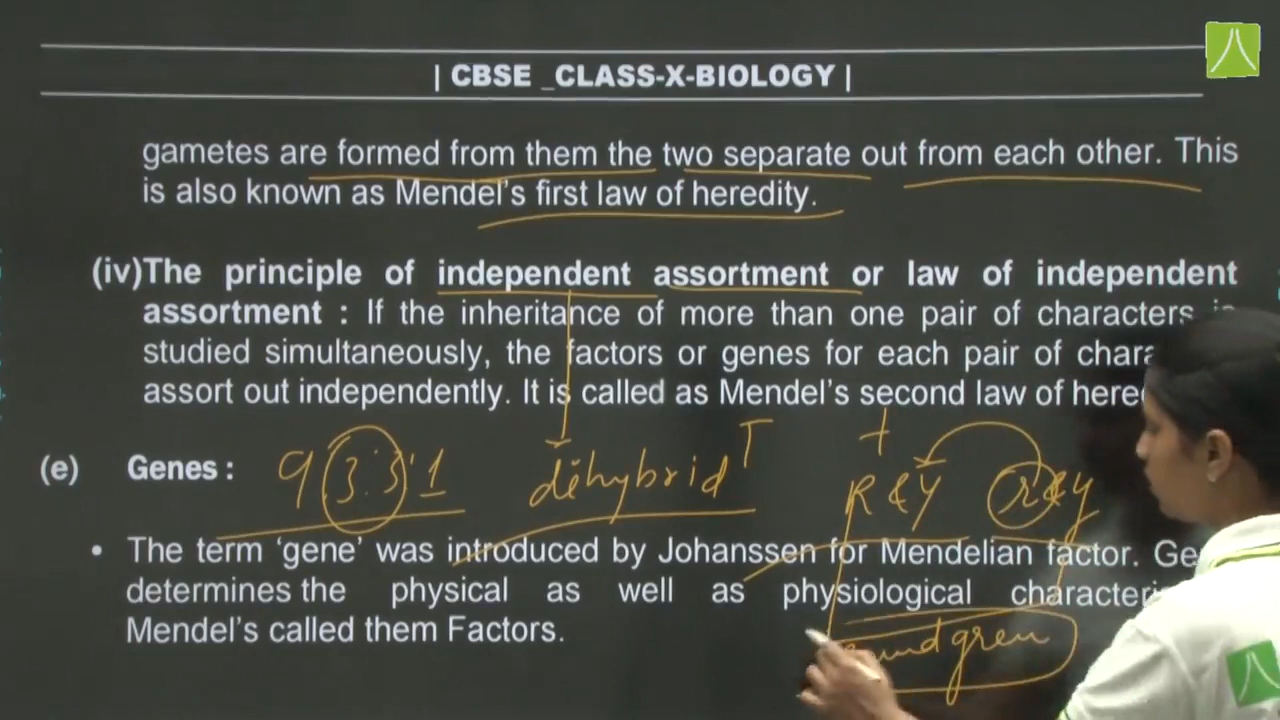 | CBSE _CLASS-X-BIOLOGY |
gametes are formed from them the two separate out from each other. This
is also known as Mendel's first law of heredity.
(iv)The principle of independent assortment or law of independent
assortment : If the inheritance of more than one pair of characters
studied simultaneously, the factors or genes for each pair of
assort out independently. It is called as Mendel's second law of
(e) Genes : 9:3:3:1 dihybrid T + R & Y r & y
• The term 'gene' was introduced by Johanssen for Mendelian factor.
determines the physical as well as physiological
Mendel's called them Factors. green